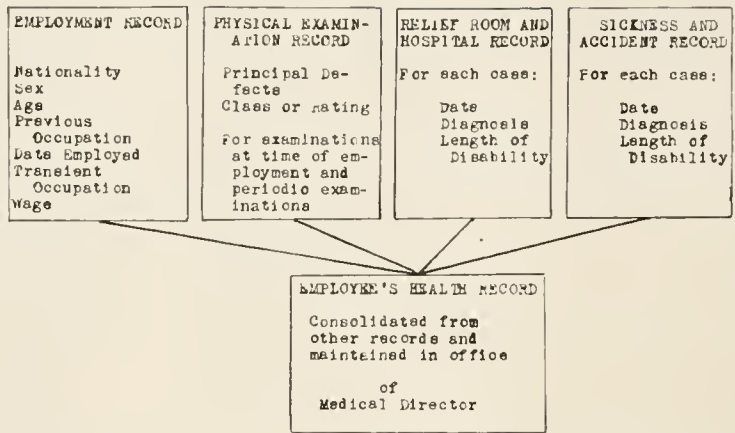 EMPLOYMENT RECORD
Nationality
Sex
Age
Previous
Occupation
Date Employed
Transient
Occupation
Wage
PHYSICAL EXAMIN-
ATION RECORD
Principal De-
fects
Class or Rating
For examinations
at time of em-
ployment and
periodic exam-
inations
RELIEF ROOM AND
HOSPITAL RECORD
For each case:
Date
Diagnosis
Length of
Disability
SICKNESS AND
ACCIDENT RECORD
For each case:
Date
Diagnosis
Length of
Disability
EMPLOYEE'S HEALTH RECORD
Consolidated from
other records and
maintained in office
of
Medical Director